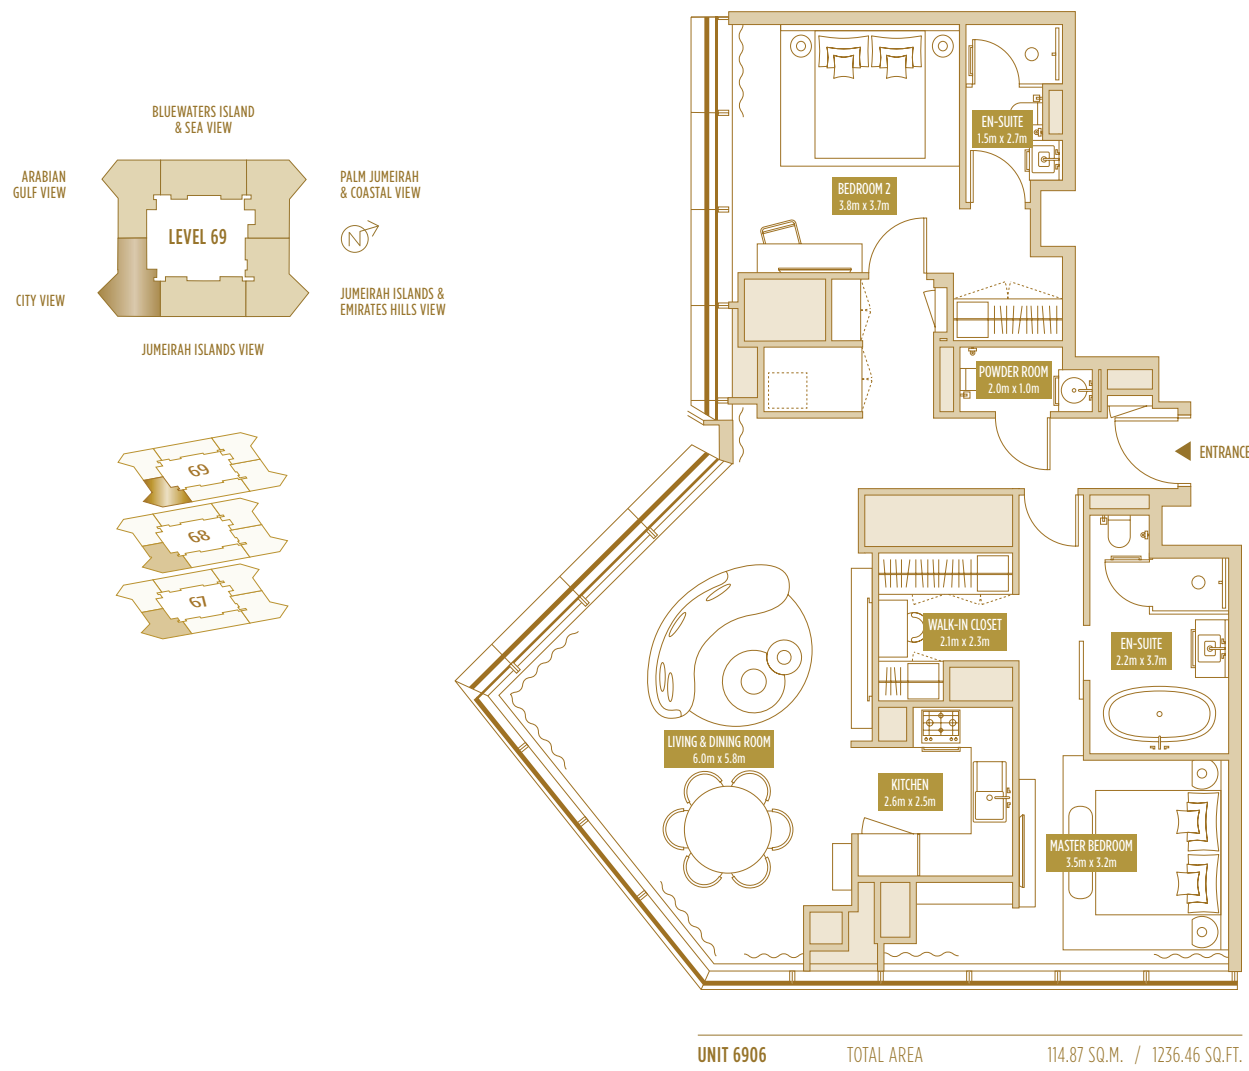 BLUEWATERS ISLAND
& SEA VIEW
ARABIAN
GULF VIEW
PALM JUMEIRAH
& COASTAL VIEW
LEVEL 69
N
CITY VIEW
JUMEIRAH ISLANDS &
EMIRATES HILLS VIEW
JUMEIRAH ISLANDS VIEW
69
68
67
EN-SUITE
1.5m x 2.7m
BEDROOM 2
3.8m x 3.7m
POWDER ROOM
2.0m x 1.0m
ENTRANCE
WALK-IN CLOSET
2.1m x 2.3m
EN-SUITE
2.2m x 3.7m
LIVING & DINING ROOM
6.0m x 5.8m
KITCHEN
2.6m x 2.5m
MASTER BEDROOM
3.5m x 3.2m
UNIT 6906 TOTAL AREA 114.87 SQ.M. / 1236.46 SQ.FT.